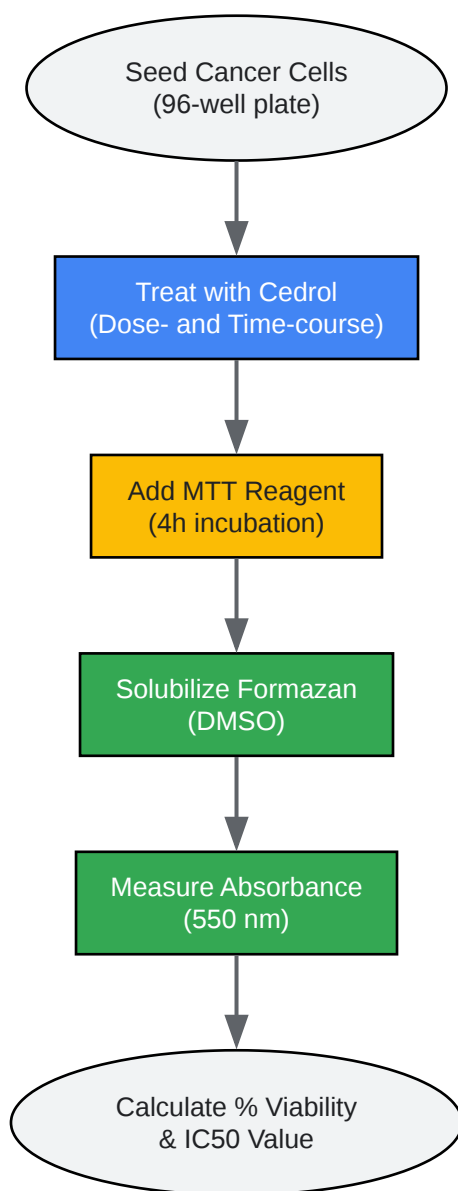 Seed Cancer Cells
(96-well plate)
Treat with Cedrol
(Dose- and Time-course)
Add MTT Reagent
(4h incubation)
Solubilize Formazan
(DMSO)
Measure Absorbance
(550 nm)
Calculate % Viability
& IC50 Value